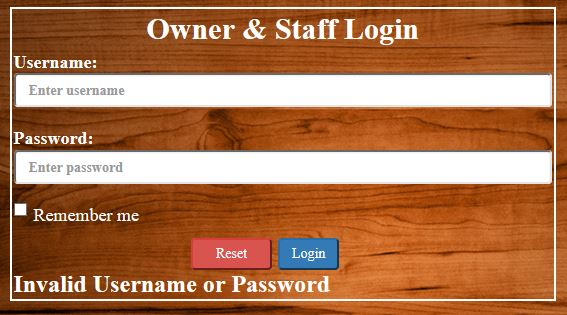 Owner & Staff Login
Username:
Enter username
Password:
Enter password
Remember me
Reset Login
Invalid Username or Password